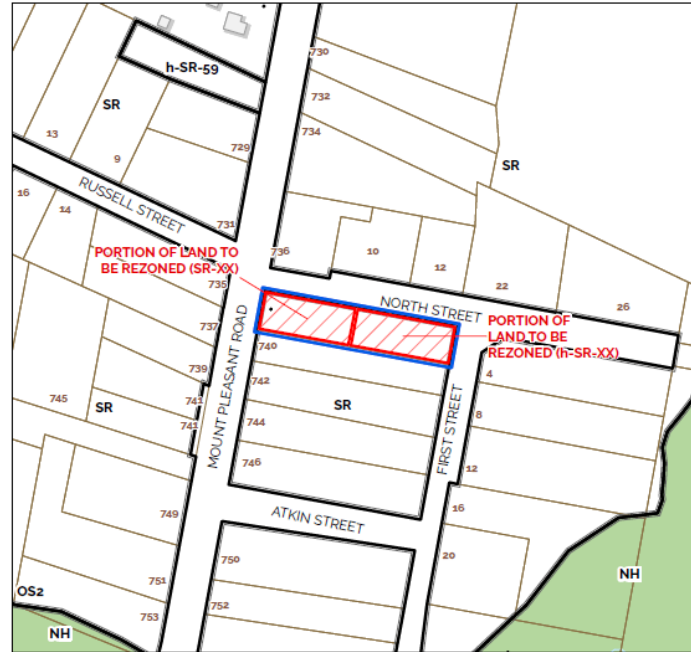 730
h-SR-59
732
SR
734
13
9
729
SR
16
14
RUSSELL STREET
731
736
10
12
22
26
PORTION OF LAND TO
BE REZONED (SR-XX)
735
NORTH STREET
PORTION OF
LAND TO BE
REZONED (h-SR-XX)
737
740
MOUNT PLEASANT ROAD
739
742
4
745
SR
741
741
744
SR
FIRST STREET
8
746
12
749
ATKIN STREET
16
751
750
20
OS2
753
752
NH
NH